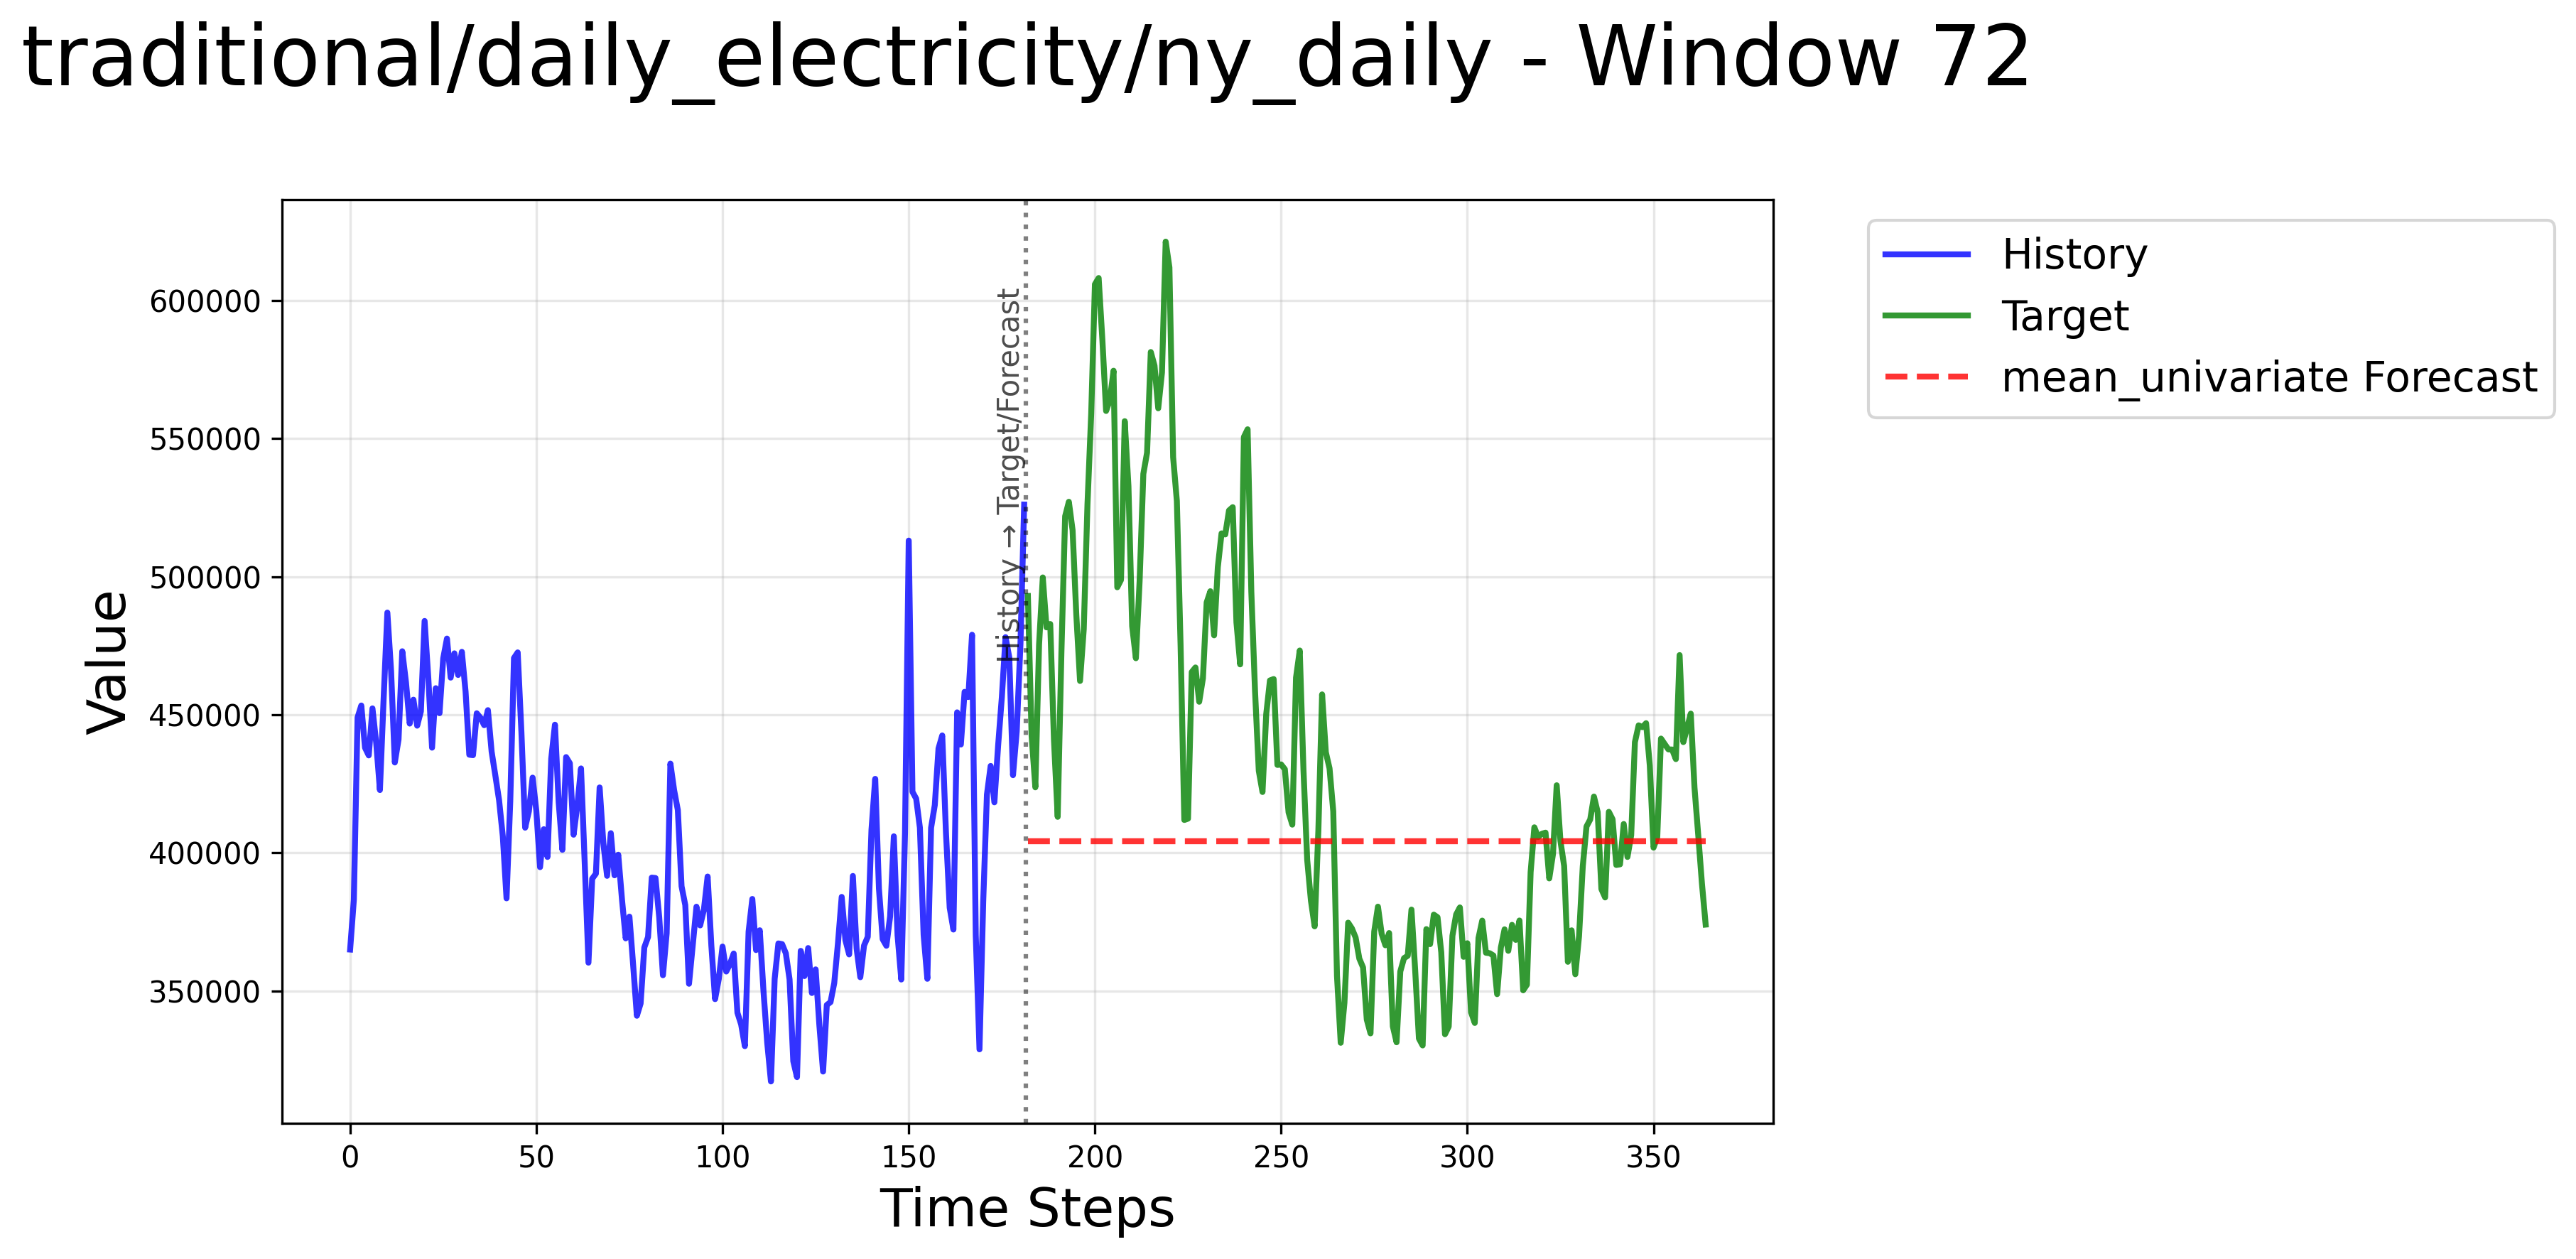 traditional/daily_electricity/ny_daily - Window 72
History
Target
mean_univariate Forecast
History → Target/Forecast
Value
600000
550000
500000
450000
400000
350000
0 50 100 150 200 250 300 350
Time Steps